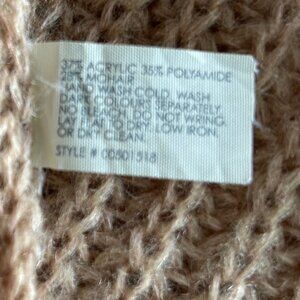 37% ACRYLIC 35% POLYAMIDE
28% MOHAIR
HAND WASH COLD. WASH
DARK COLOURS SEPARATELY
NO BLEACH. DO NOT WRING.
LAY FLAT TO DRY. LOW IRON,
OR DRY CLEAN.
STYLE # 00501518